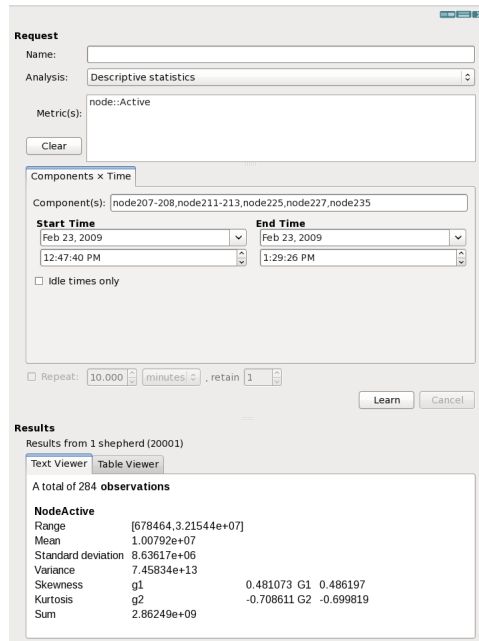 Request
Name:
Analysis: Descriptive statistics
Metric(s): node::Active
Clear
Components × Time
Component(s): node207-208,node211-213,node225,node227,node235
Start Time End Time
Feb 23, 2009 Feb 23, 2009
12:47:40 PM 1:29:26 PM
Idle times only
Repeat: 10.000 minutes , retain 1
Learn Cancel
Results
Results from 1 shepherd (20001)
Text Viewer Table Viewer
A total of 284 observations
NodeActive
Range [678464,3.21544e+07]
Mean 1.00792e+07
Standard deviation 8.63617e+06
Variance 7.45834e+13
Skewness g1 0.481073 G1 0.486197
Kurtosis g2 -0.708611 G2 -0.699819
Sum 2.86249e+09